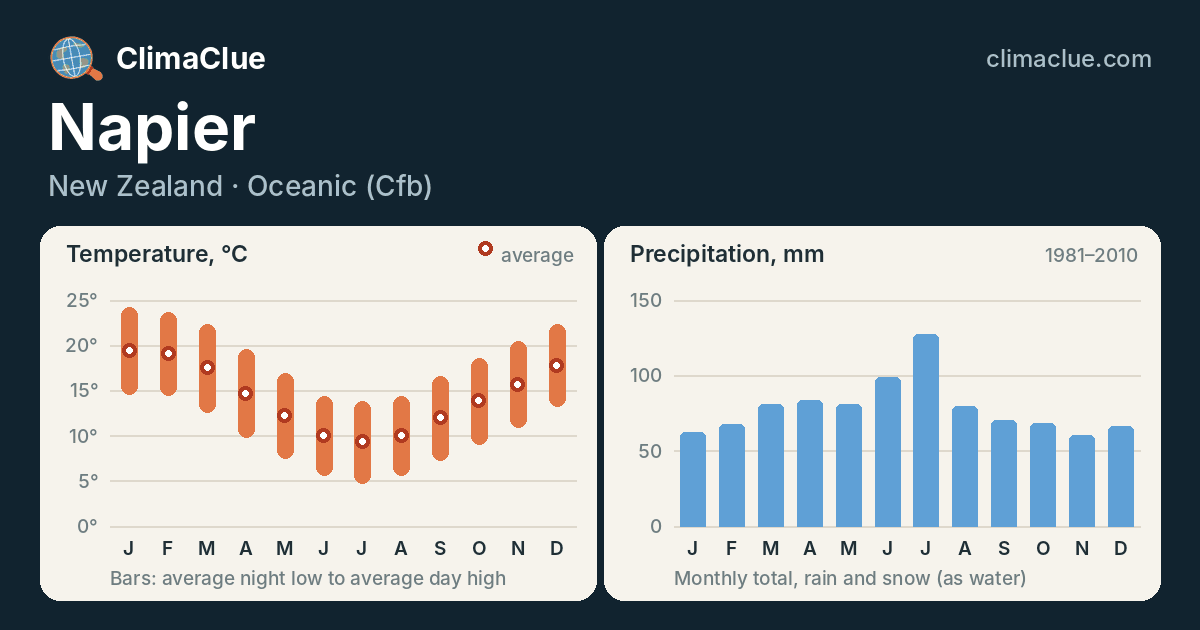 ClimaClue
climaclue.com
Napier
New Zealand · Oceanic (Cfb)
Temperature, °C
average
25°
20°
15°
10°
5°
0°
J F M A M J J A S O N D
Bars: average night low to average day high
Precipitation, mm
1981–2010
150
100
50
0
J F M A M J J A S O N D
Monthly total, rain and snow (as water)